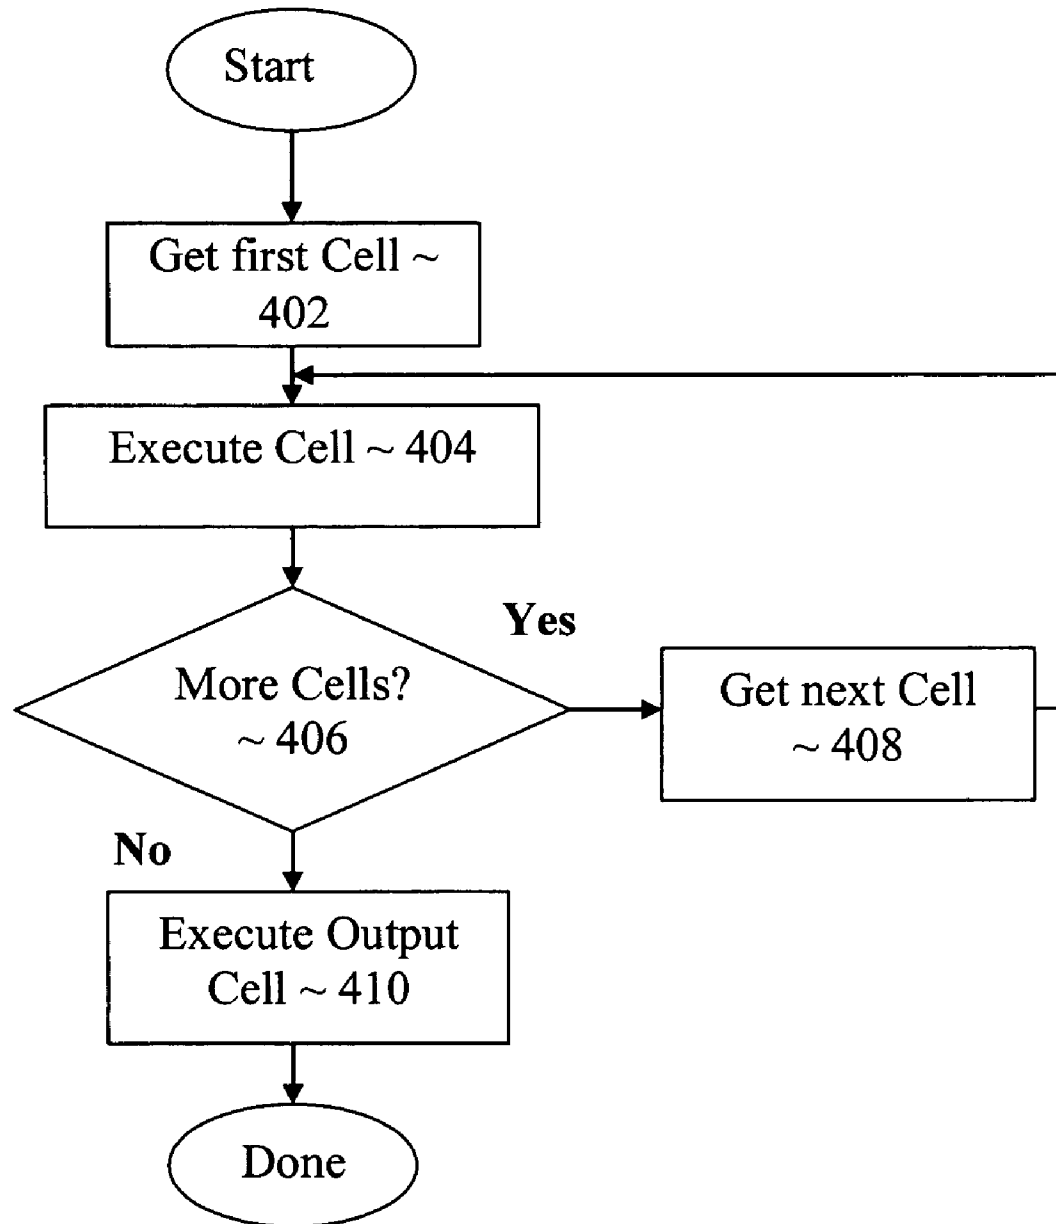 Start
Get first Cell ~
402
Execute Cell ~ 404
Yes
More Cells?
~ 406
Get next Cell
~ 408
No
Execute Output
Cell ~ 410
Done